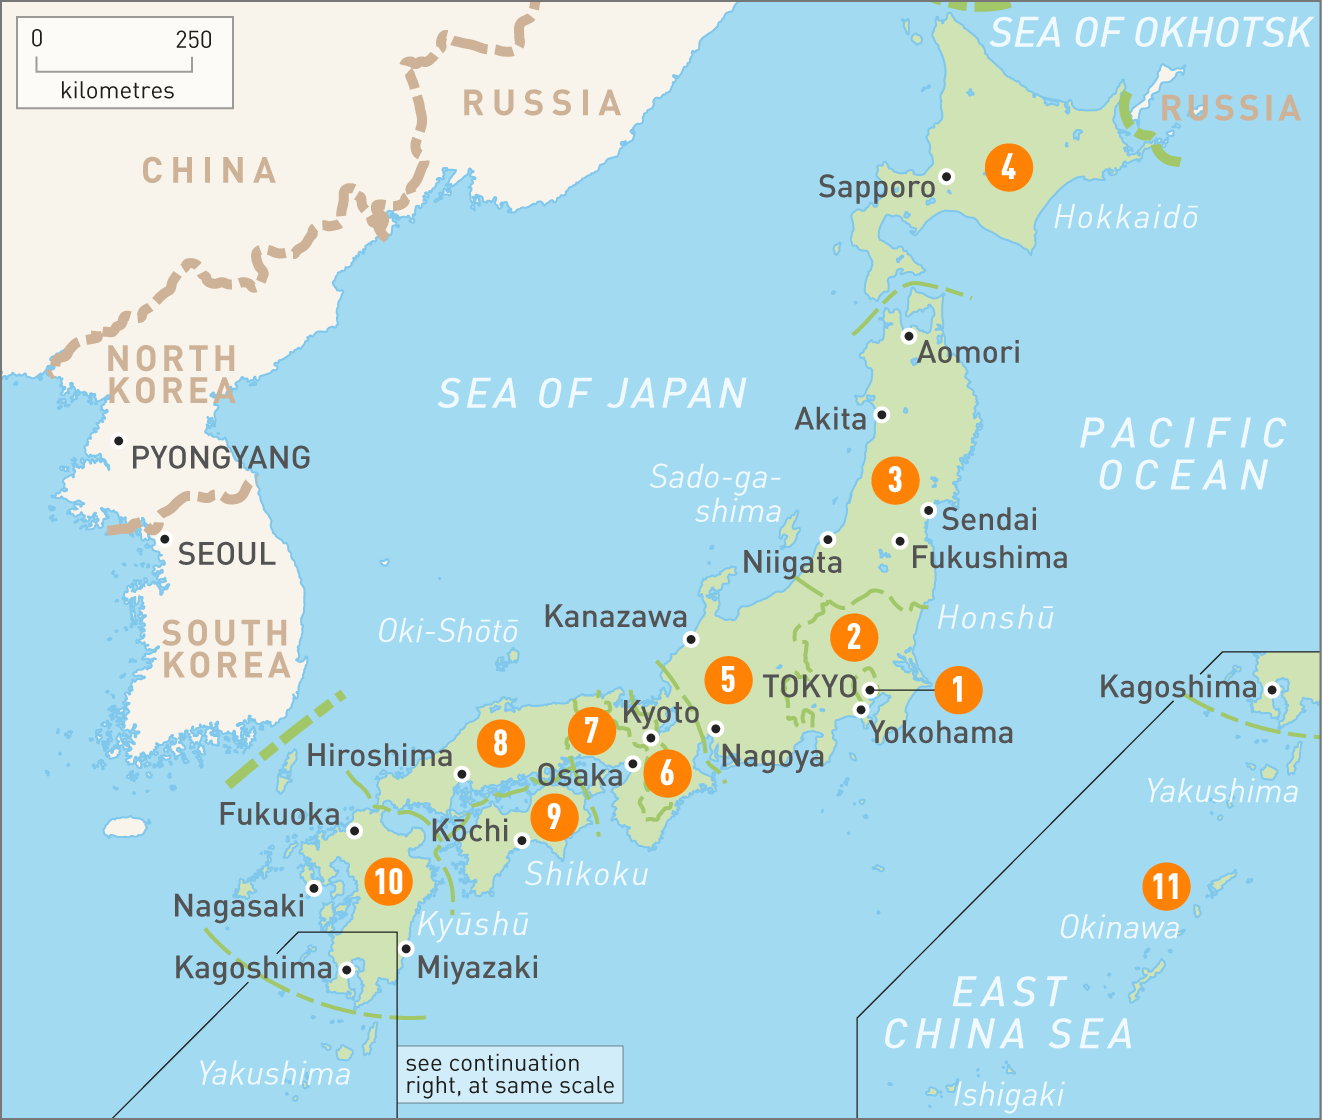 0 250
kilometres
SEA OF OKHOTSK
RUSSIA
RUSSIA
CHINA
4
Sapporo
Hokkaidō
NORTH
KOREA
Aomori
SEA OF JAPAN
Akita
PACIFIC
OCEAN
PYONGYANG
Sado-ga-
shima
3
Sendai
SEOUL
Niigata
Fukushima
Kanazawa
Honshū
SOUTH
KOREA
Oki-Shōtō
2
5
TOKYO
1
Kagoshima
Kyoto
Yokohama
7
8
Hiroshima
Nagoya
Osaka
6
Yakushima
Fukuoka
Kōchi
9
Shikoku
10
11
Nagasaki
Kyūshū
Okinawa
Kagoshima
Miyazaki
EAST
CHINA SEA
Yakushima
see continuation
right, at same scale
Ishigaki